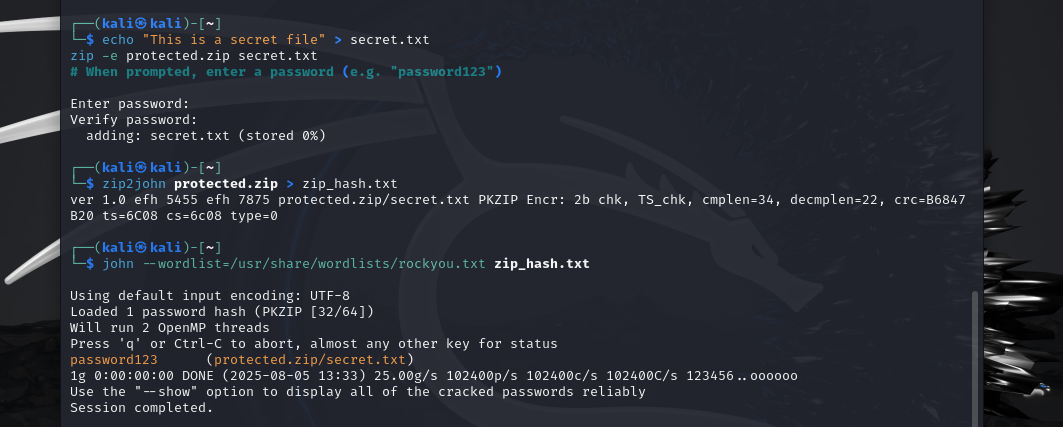 ┌──(kali㉿kali)-[~]
└─$ echo "This is a secret file" > secret.txt
zip -e protected.zip secret.txt
# When prompted, enter a password (e.g. "password123")
Enter password:
Verify password:
  adding: secret.txt (stored 0%)
┌──(kali㉿kali)-[~]
└─$ zip2john protected.zip > zip_hash.txt
ver 1.0 efh 5455 efh 7875 protected.zip/secret.txt PKZIP Encr: 2b chk, TS_chk, cmplen=34, decmplen=22, crc=B6847
B20 ts=6C08 cs=6c08 type=0
┌──(kali㉿kali)-[~]
└─$ john --wordlist=/usr/share/wordlists/rockyou.txt zip_hash.txt
Using default input encoding: UTF-8
Loaded 1 password hash (PKZIP [32/64])
Will run 2 OpenMP threads
Press 'q' or Ctrl-C to abort, almost any other key for status
password123      (protected.zip/secret.txt)
1g 0:00:00:00 DONE (2025-08-05 13:33) 25.00g/s 102400p/s 102400c/s 102400C/s 123456..oooooo
Use the "--show" option to display all of the cracked passwords reliably
Session completed.